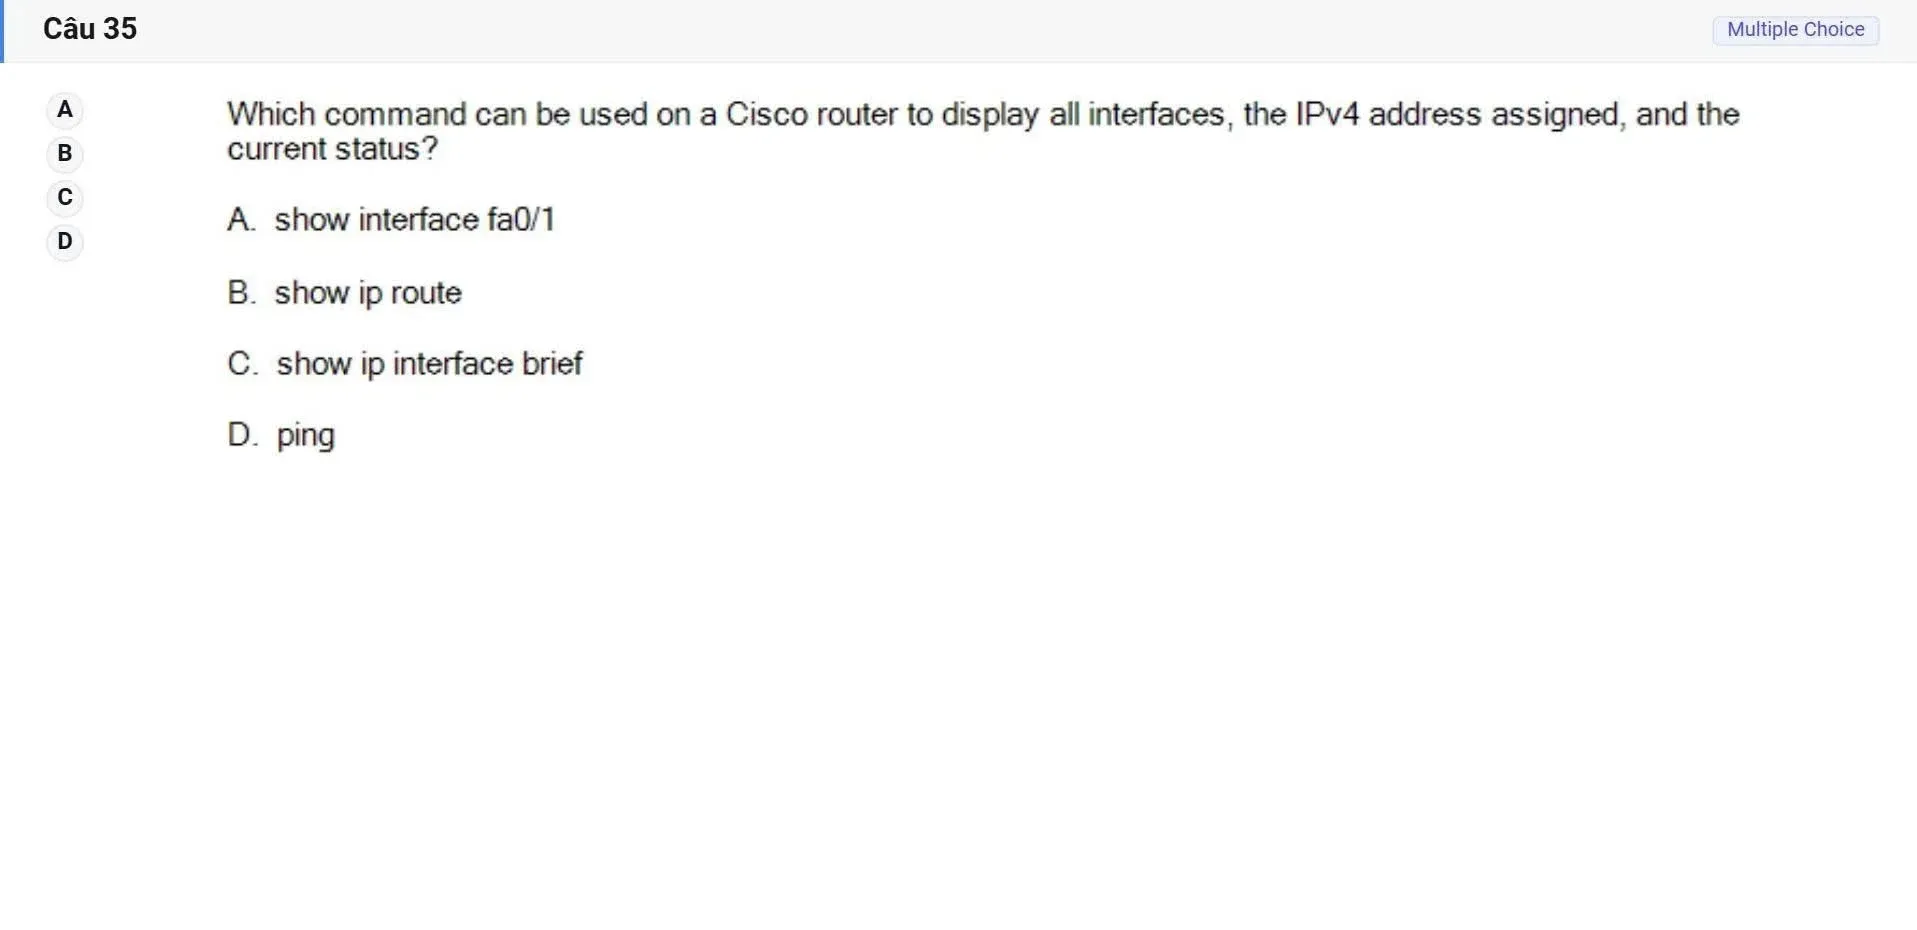 Câu 35
Multiple Choice
A
B
C
D
Which command can be used on a Cisco router to display all interfaces, the IPv4 address assigned, and the
current status?
A. show interface fa0/1
B. show ip route
C. show ip interface brief
D. ping